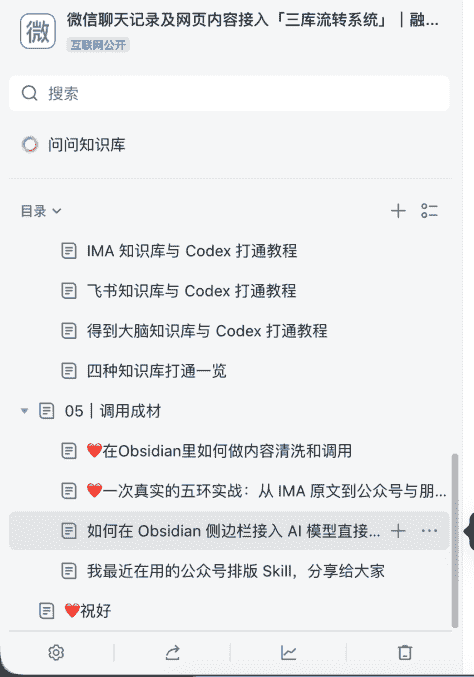 微
微信聊天记录及网页内容接入「三库流转系统」｜融...
互联网公开
搜索
问问知识库
目录
IMA 知识库与 Codex 打通教程
飞书知识库与 Codex 打通教程
得到大脑知识库与 Codex 打通教程
四种知识库打通一览
05｜调用成材
❤️在Obsidian里如何做内容清洗和调用
❤️一次真实的五环实战：从 IMA 原文到公众号与朋...
如何在 Obsidian 侧边栏接入 AI 模型直接...
我最近在用的公众号排版 Skill，分享给大家
❤️祝好